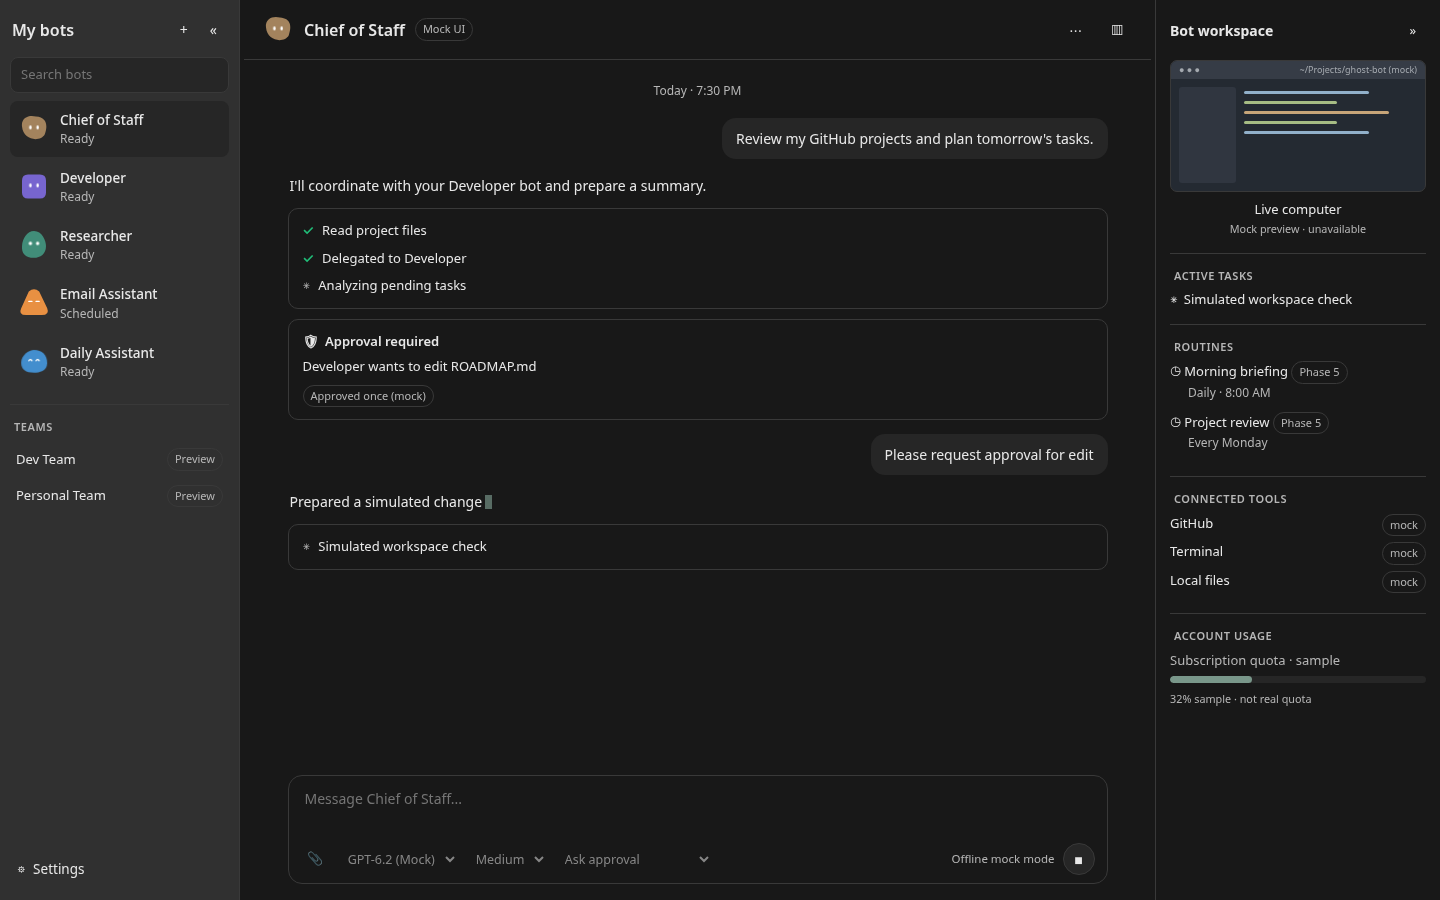 My bots
+ «
Search bots
Chief of Staff
Ready
Developer
Ready
Researcher
Ready
Email Assistant
Scheduled
Daily Assistant
Ready
TEAMS
Dev Team Preview
Personal Team Preview
Settings
Chief of Staff Mock UI
...
Today · 7:30 PM
Review my GitHub projects and plan tomorrow's tasks.
I'll coordinate with your Developer bot and prepare a summary.
✓ Read project files
✓ Delegated to Developer
Analyzing pending tasks
Approval required
Developer wants to edit ROADMAP.md
Approved once (mock)
Please request approval for edit
Prepared a simulated change
Simulated workspace check
Message Chief of Staff...
GPT-6.2 (Mock) Medium Ask approval Offline mock mode
Bot workspace »
~/Projects/ghost-bot (mock)
Live computer
Mock preview · unavailable
ACTIVE TASKS
Simulated workspace check
ROUTINES
Morning briefing Phase 5
Daily · 8:00 AM
Project review Phase 5
Every Monday
CONNECTED TOOLS
GitHub mock
Terminal mock
Local files mock
ACCOUNT USAGE
Subscription quota · sample
32% sample · not real quota